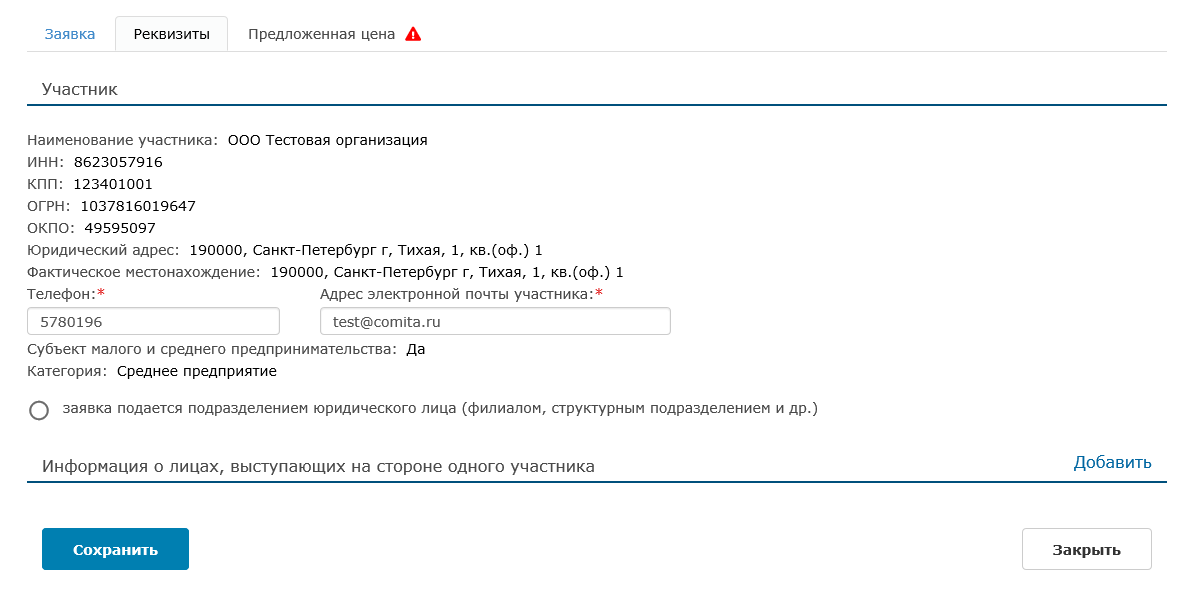 Заявка Реквизиты Предложенная цена
Участник
Наименование участника: ООО Тестовая организация
ИНН: 8623057916
КПП: 123401001
ОГРН: 1037816019647
ОКПО: 49595097
Юридический адрес: 190000, Санкт-Петербург г, Тихая, 1, кв.(оф.) 1
Фактическое местонахождение: 190000, Санкт-Петербург г, Тихая, 1, кв.(оф.) 1
Телефон:* Адрес электронной почты участника:*
5780196 test@comita.ru
Субъект малого и среднего предпринимательства: Да
Категория: Среднее предприятие
заявка подается подразделением юридического лица (филиалом, структурным подразделением и др.)
Информация о лицах, выступающих на стороне одного участника Добавить
Сохранить Закрыть